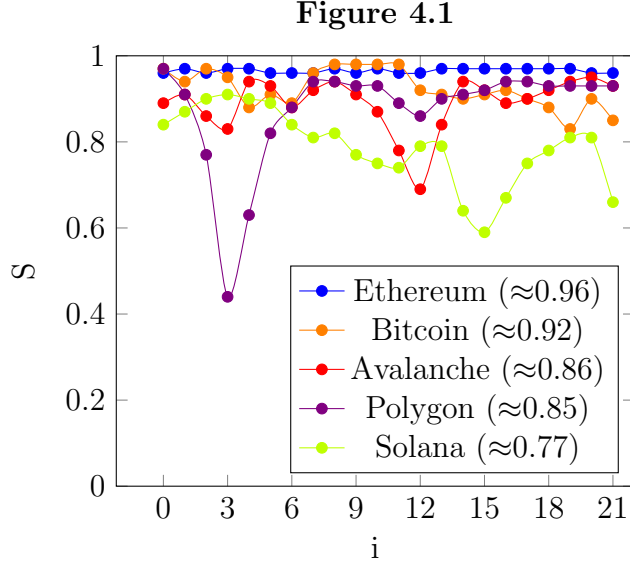 Figure 4.1
1
0.8
0.6
0.4
0.2
0
S
Ethereum (≈0.96)
Bitcoin (≈0.92)
Avalanche (≈0.86)
Polygon (≈0.85)
Solana (≈0.77)
0 3 6 9 12 15 18 21
i